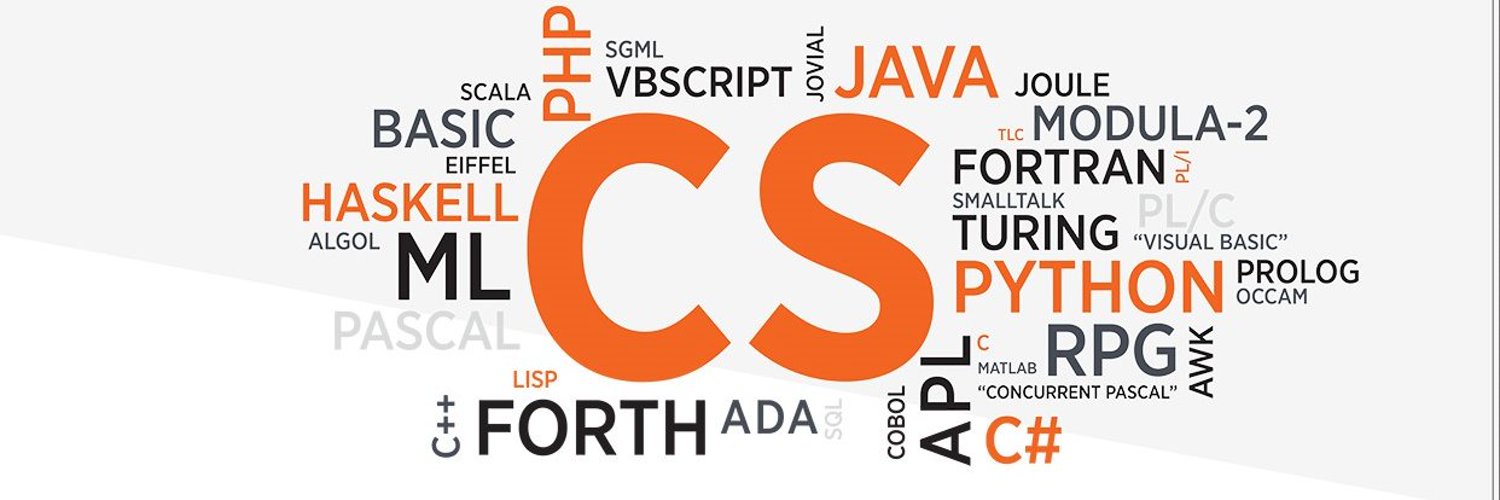 PHP
SGML
VBSCRIPT
JOVIAL
JAVA
JOULE
SCALA
BASIC
EIFFEL
HASKELL
ALGOL
ML
PASCAL
CS
TLC
MODULA-2
FORTRAN
PL/I
SMALLTALK
PL/C
TURING
“VISUAL BASIC”
PYTHON
PROLOG
OCCAM
C
RPG
AWK
MATLAB
“CONCURRENT PASCAL”
LISP
C++
FORTH
ADA
SQL
COBOL
APL
C#